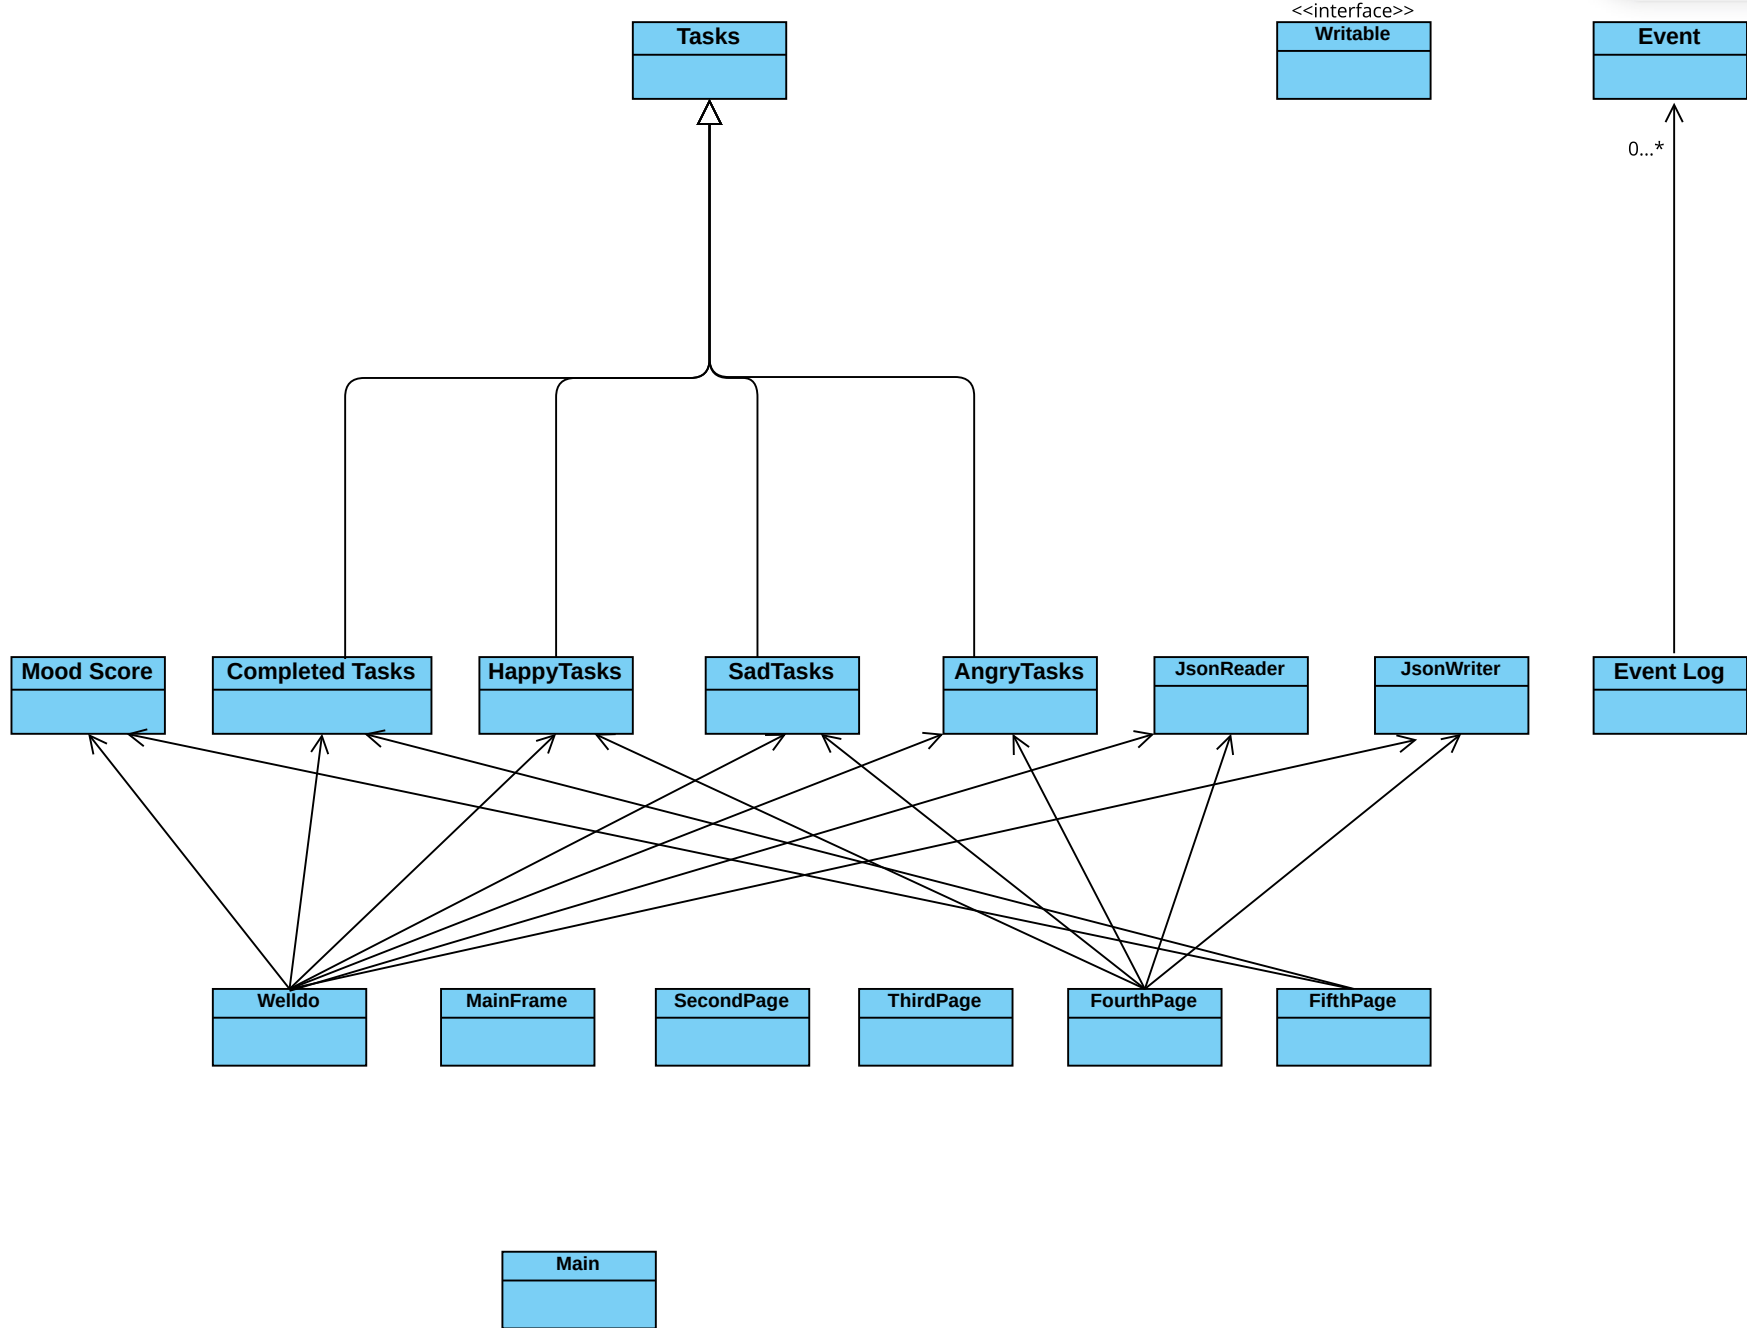 Tasks
<<interface>>
Writable
Event
0...*
Mood Score
Completed Tasks
HappyTasks
SadTasks
AngryTasks
JsonReader
JsonWriter
Event Log
Welldo
MainFrame
SecondPage
ThirdPage
FourthPage
FifthPage
Main